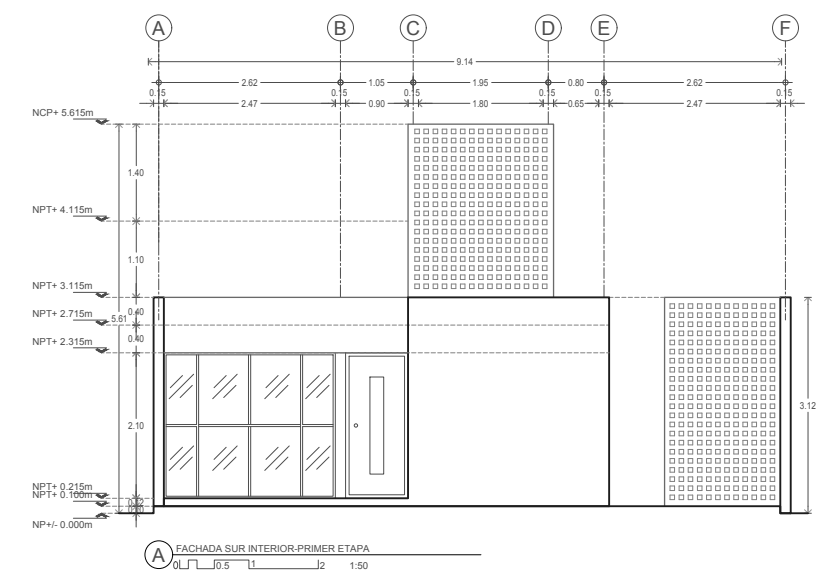 A B C D E F
9.14
2.62 1.05 1.95 0.80 2.62
0.15 0.15 0.15 0.15 0.15 0.15
2.47 0.90 1.80 0.65 2.47
NCP+ 5.615m
1.40
NPT+ 4.115m
1.10
NPT+ 3.115m
0.40
NPT+ 2.715m
5.61
0.40
NPT+ 2.315m
2.10
3.12
NPT+ 0.215m
NPT+ 0.100m
NP+/- 0.000m
A FACHADA SUR INTERIOR-PRIMER ETAPA
0 0.5 1 2 1:50